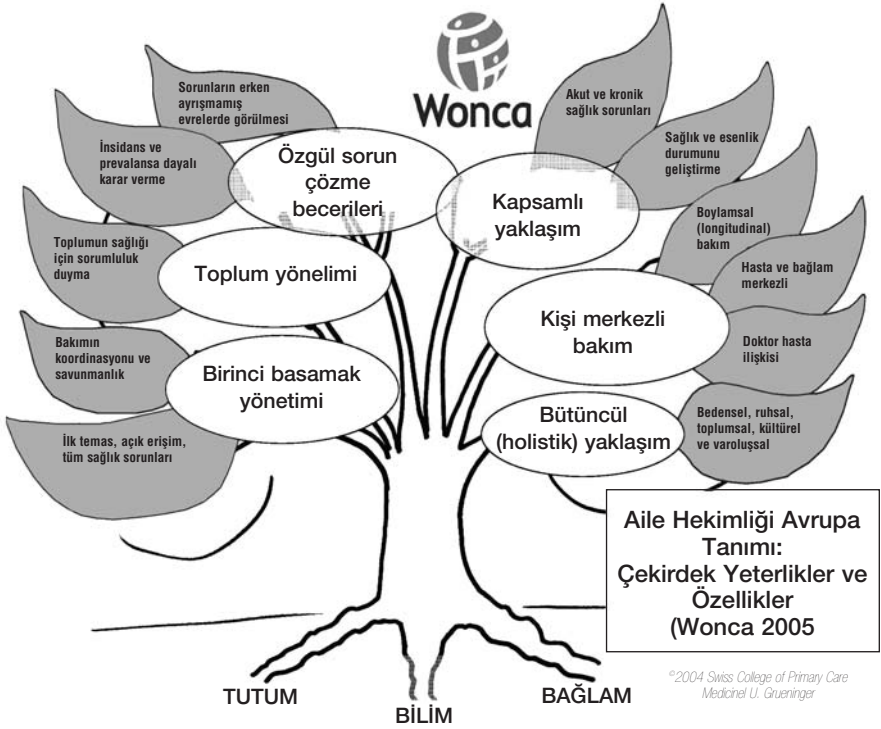 Wonca
Sorunların erken
ayrışmamış
evrelerde görülmesi
İnsidans ve
prevalansa dayalı
karar verme
Özgül sorun
çözme
becerileri
Toplumun sağlığı
için sorumluluk
duyma
Toplum yönelimi
Bakımın
koordinasyonu ve
savunmanlık
Birinci basamak
yönetimi
İlk temas, açık erişim,
tüm sağlık sorunları
Akut ve kronik
sağlık sorunları
Sağlık ve esenlik
durumunu
geliştirme
Kapsamlı
yaklaşım
Boylamsal
(longitudinal)
bakım
Hasta ve bağlam
merkezli
Kişi merkezli
bakım
Doktor hasta
ilişkisi
Bütüncül
(holistik) yaklaşım
Bedensel, ruhsal,
toplumsal, kültürel
ve varoluşsal
Aile Hekimliği Avrupa
Tanımı:
Çekirdek Yeterlikler ve
Özellikler
(Wonca 2005
TUTUM
BİLİM
BAĞLAM
©2004 Swiss College of Primary Care
Medicinel U. Grueninger